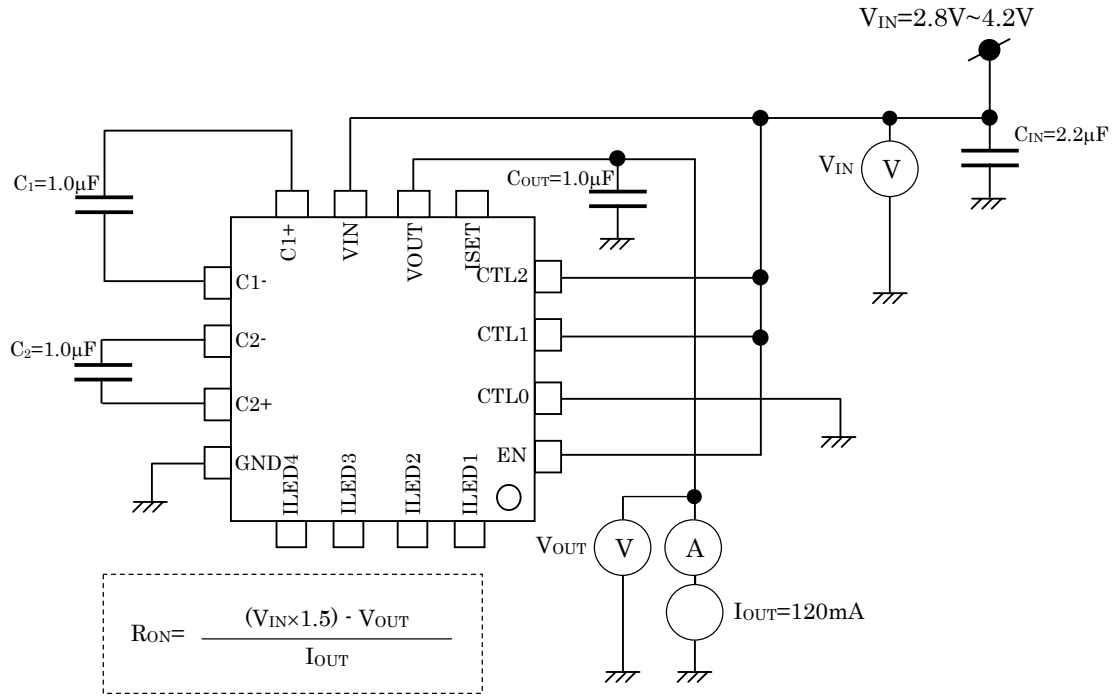 VIN=2.8V~4.2V
CIN=2.2μF
VIN
V
C1=1.0μF
COUT=1.0μF
C1+
VIN
VOUT
ISET
C1-
C2-
C2+
GND
C2=1.0μF
CTL2
CTL1
CTL0
EN
ILED4
ILED3
ILED2
ILED1
VOUT
V
A
IOUT=120mA
RON= (VIN×1.5) - VOUT
IOUT